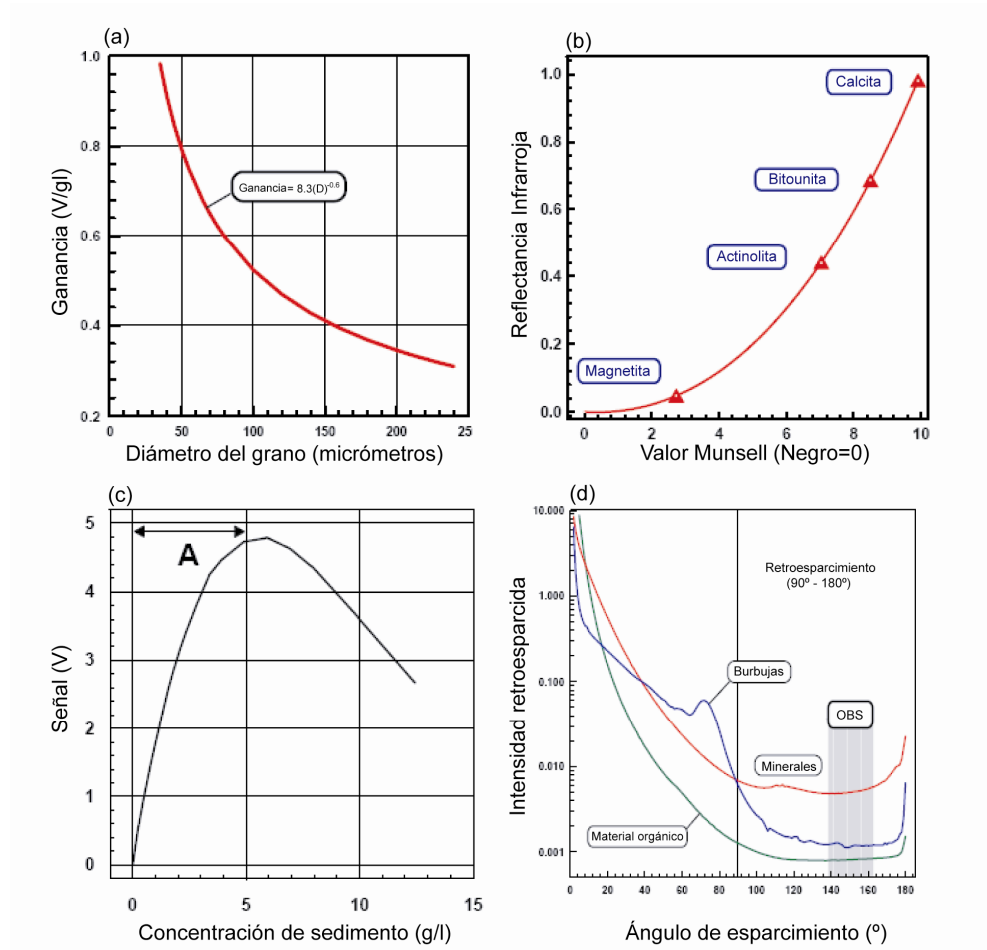 (a)
1.0
0.8
0.6
0.4
0.2
Ganancia (V/gl)
Ganancia= 8.3(D)-0.6
0 50 100 150 200 25
Diámetro del grano (micrómetros)
(b)
1.0
0.8
0.6
0.4
0.2
0.0
Reflectancia Infrarroja
Calcita
Bitounita
Actinolita
Magnetita
0 2 4 6 8 10
Valor Munsell (Negro=0)
(c)
5
4
3
2
1
0
Señal (V)
A
0 5 10 15
Concentración de sedimento (g/l)
(d)
10.000
1.000
0.100
0.010
0.001
Intensidad retroesparcida
Retroesparcimiento
(90º - 180º)
Burbujas
OBS
Minerales
Material orgánico
0 20 40 60 80 100 120 140 160 180
Ángulo de esparcimiento (º)